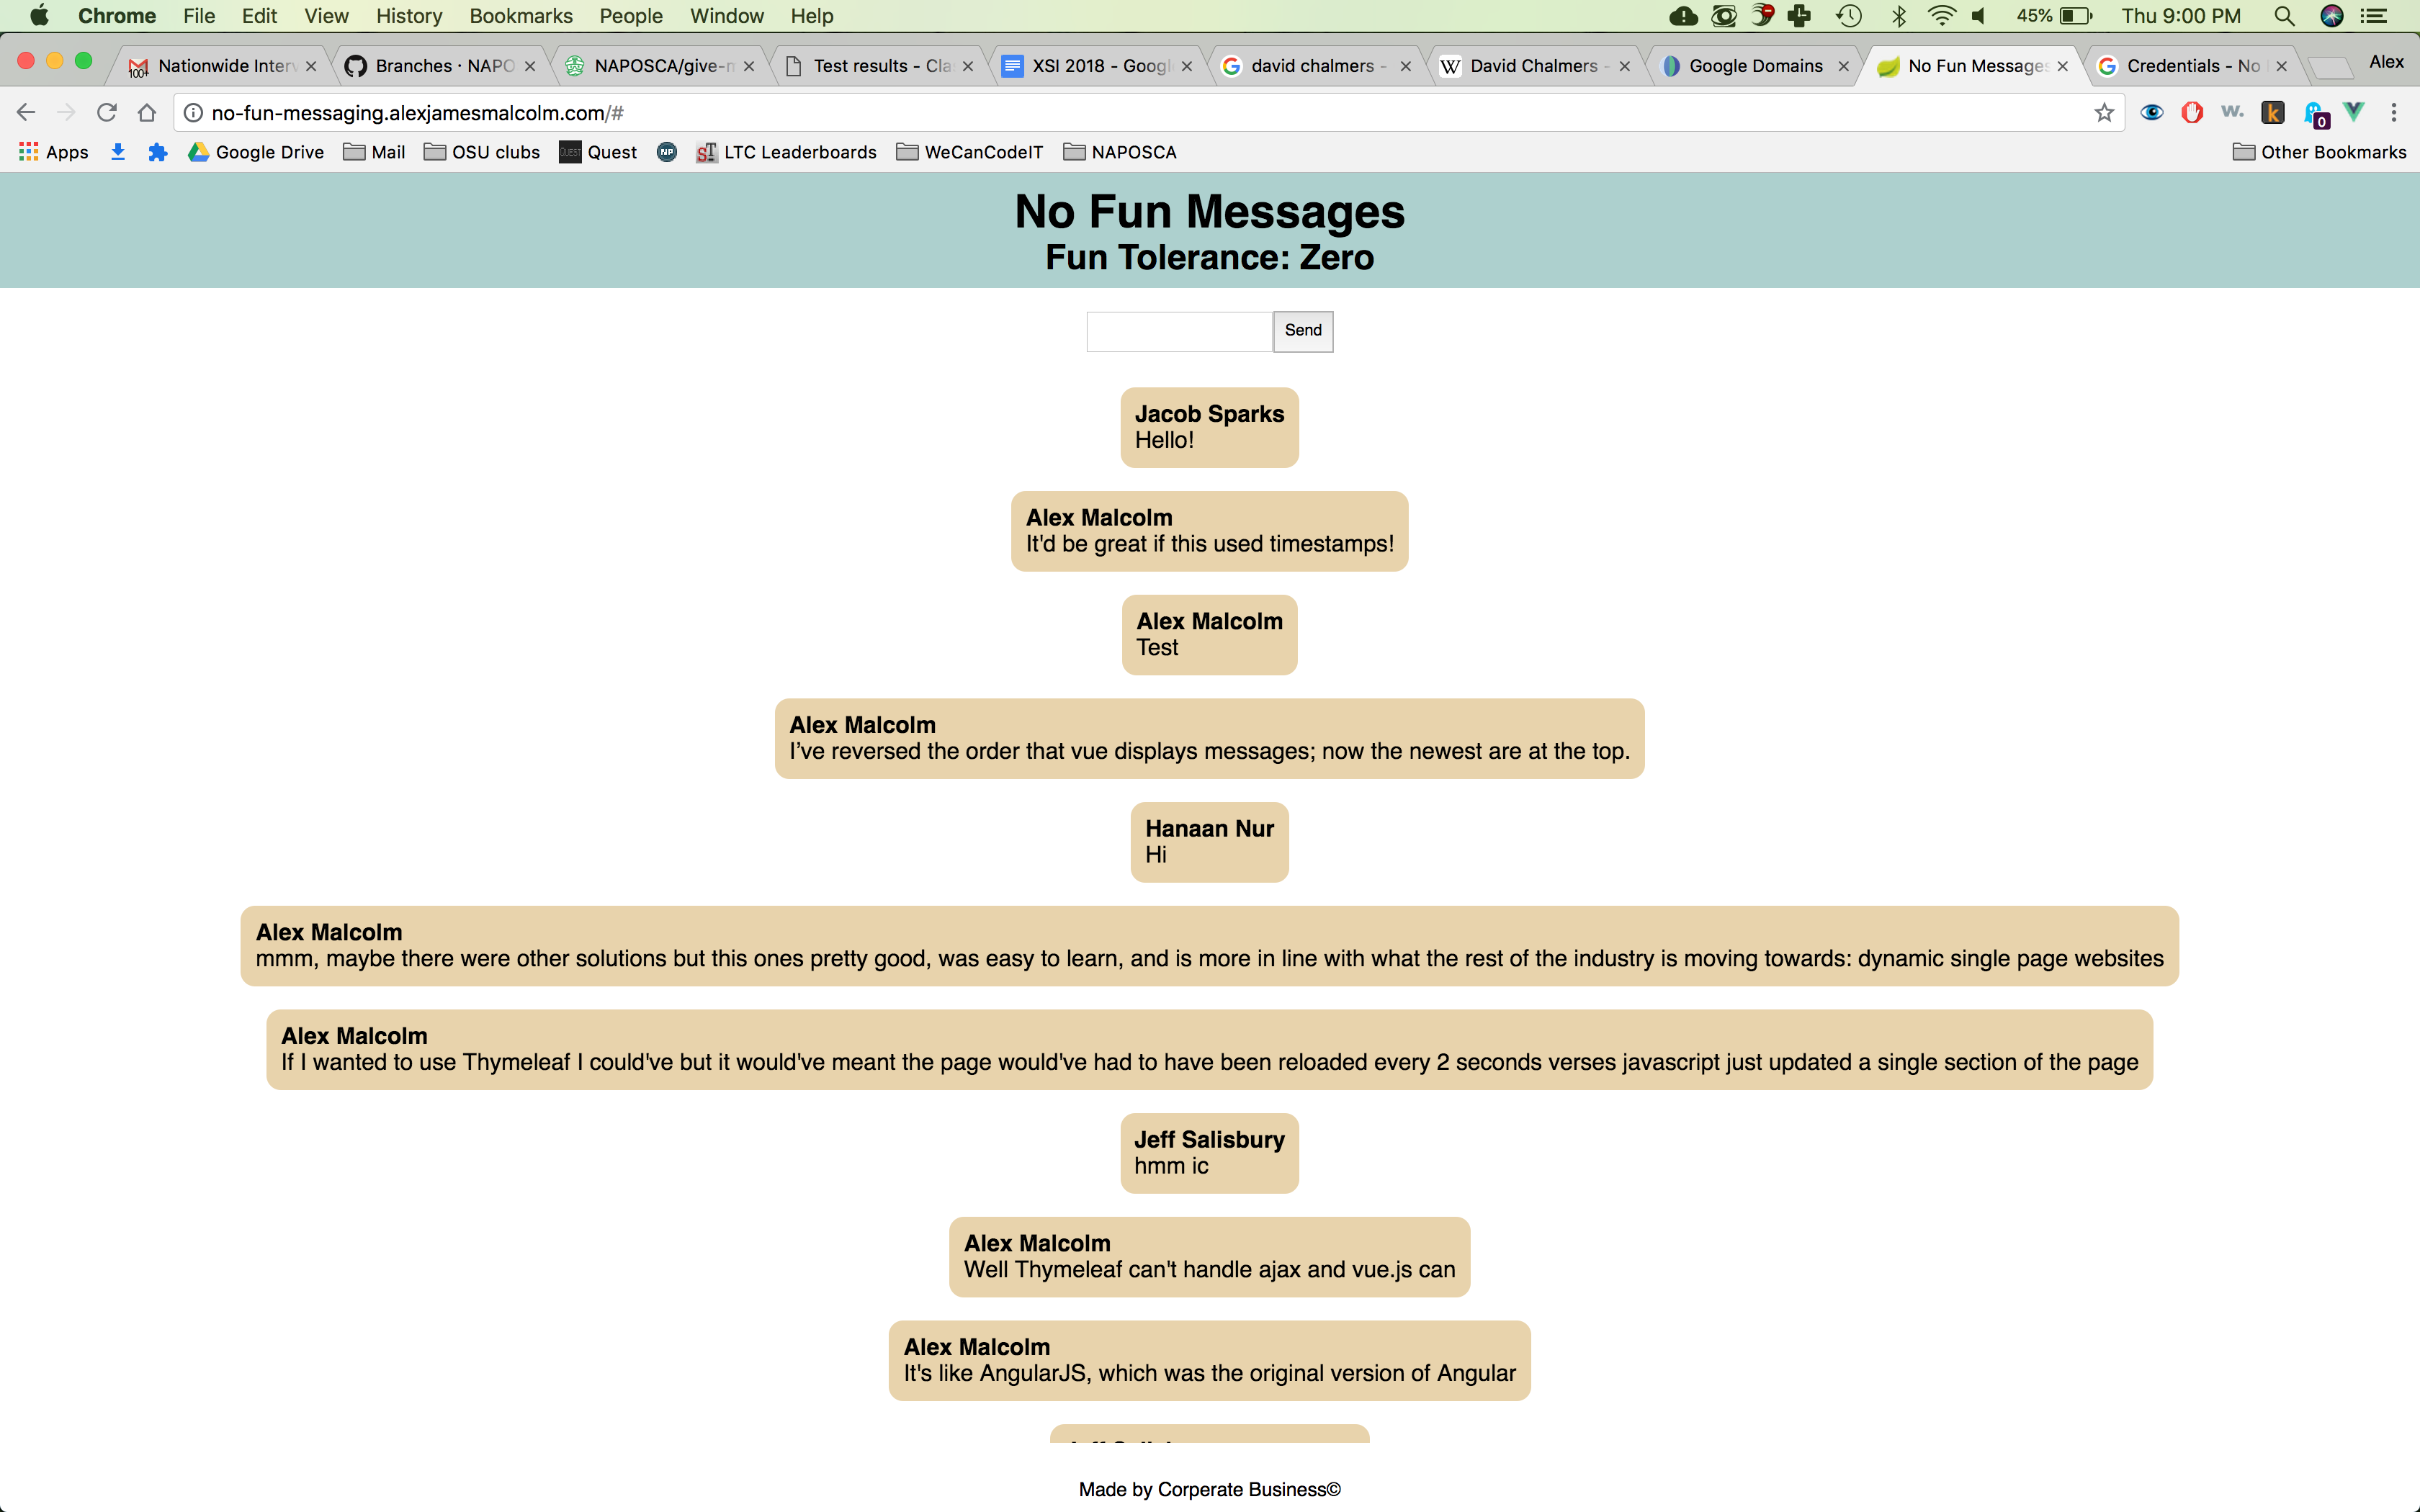 Chrome File Edit View History Bookmarks People Window Help 45% Thu 9:00 PM
100+ Nationwide Interv Branches · NAPO NAPOSCA/give-m Test results - Cla XSI 2018 - Googl david chalmers - W David Chalmers - Google Domains No Fun Messages Credentials - No Alex
no-fun-messaging.alexjamesmalcolm.com/# w. k 0
Apps Google Drive Mail OSU clubs QUEST Quest NP ST LTC Leaderboards WeCanCodeIT NAPOSCA Other Bookmarks
No Fun Messages
Fun Tolerance: Zero
Send
Jacob Sparks
Hello!
Alex Malcolm
It'd be great if this used timestamps!
Alex Malcolm
Test
Alex Malcolm
I've reversed the order that vue displays messages; now the newest are at the top.
Hanaan Nur
Hi
Alex Malcolm
mmm, maybe there were other solutions but this ones pretty good, was easy to learn, and is more in line with what the rest of the industry is moving towards: dynamic single page websites
Alex Malcolm
If I wanted to use Thymeleaf I could've but it would've meant the page would've had to have been reloaded every 2 seconds verses javascript just updated a single section of the page
Jeff Salisbury
hmm ic
Alex Malcolm
Well Thymeleaf can't handle ajax and vue.js can
Alex Malcolm
It's like AngularJS, which was the original version of Angular
Made by Corperate Business©